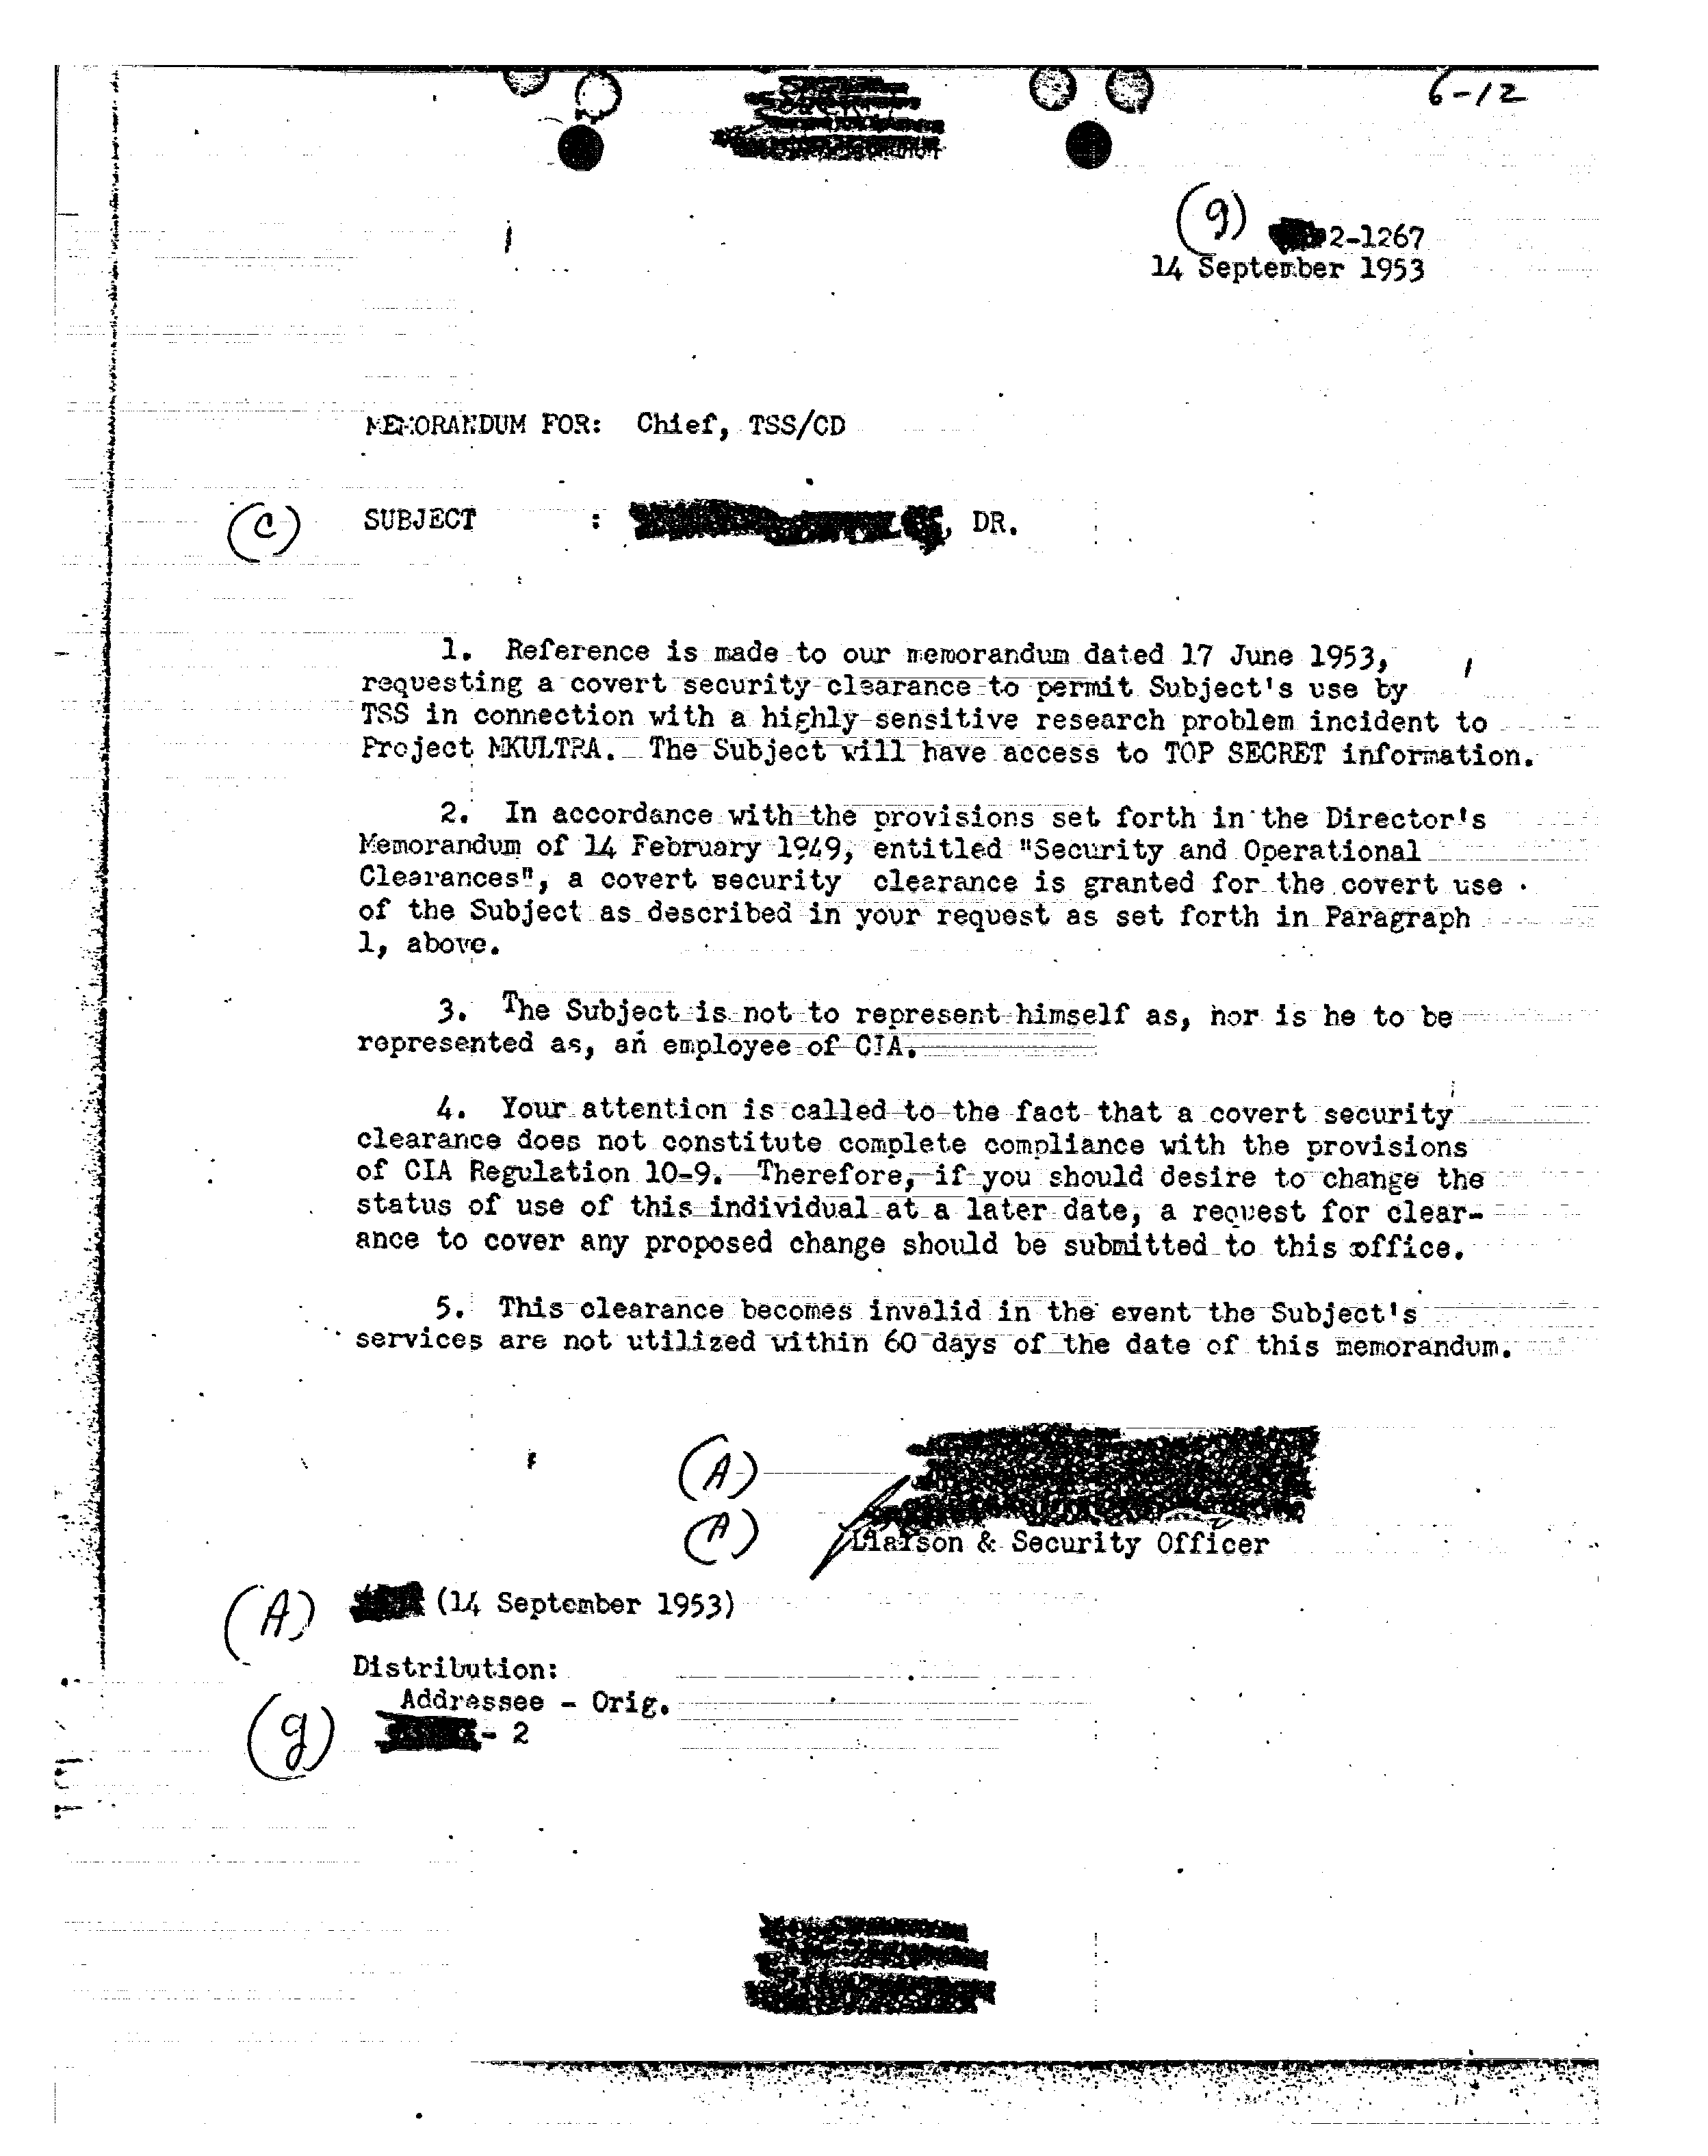 6-12
(g) 2-1267
14 September 1953
MEMORANDUM FOR: Chief, TSS/CD
(C) SUBJECT : , DR.
1. Reference is made to our memorandum dated 17 June 1953,
requesting a covert security clearance to permit Subject's use by
TSS in connection with a highly sensitive research problem incident to
Project MKULTRA. The Subject will have access to TOP SECRET information.
2. In accordance with the provisions set forth in the Director's
Memorandum of 14 February 1949, entitled "Security and Operational
Clearances", a covert security clearance is granted for the covert use
of the Subject as described in your request as set forth in Paragraph
1, above.
3. The Subject is not to represent himself as, nor is he to be
represented as, an employee of CIA.
4. Your attention is called to the fact that a covert security
clearance does not constitute complete compliance with the provisions
of CIA Regulation 10-9. Therefore, if you should desire to change the
status of use of this individual at a later date, a request for clear-
ance to cover any proposed change should be submitted to this office.
5. This clearance becomes invalid in the event the Subject's
services are not utilized within 60 days of the date of this memorandum.
(A)
(A) Liaison & Security Officer
(A) (14 September 1953)
Distribution:
Addressee - Orig.
(g) - 2